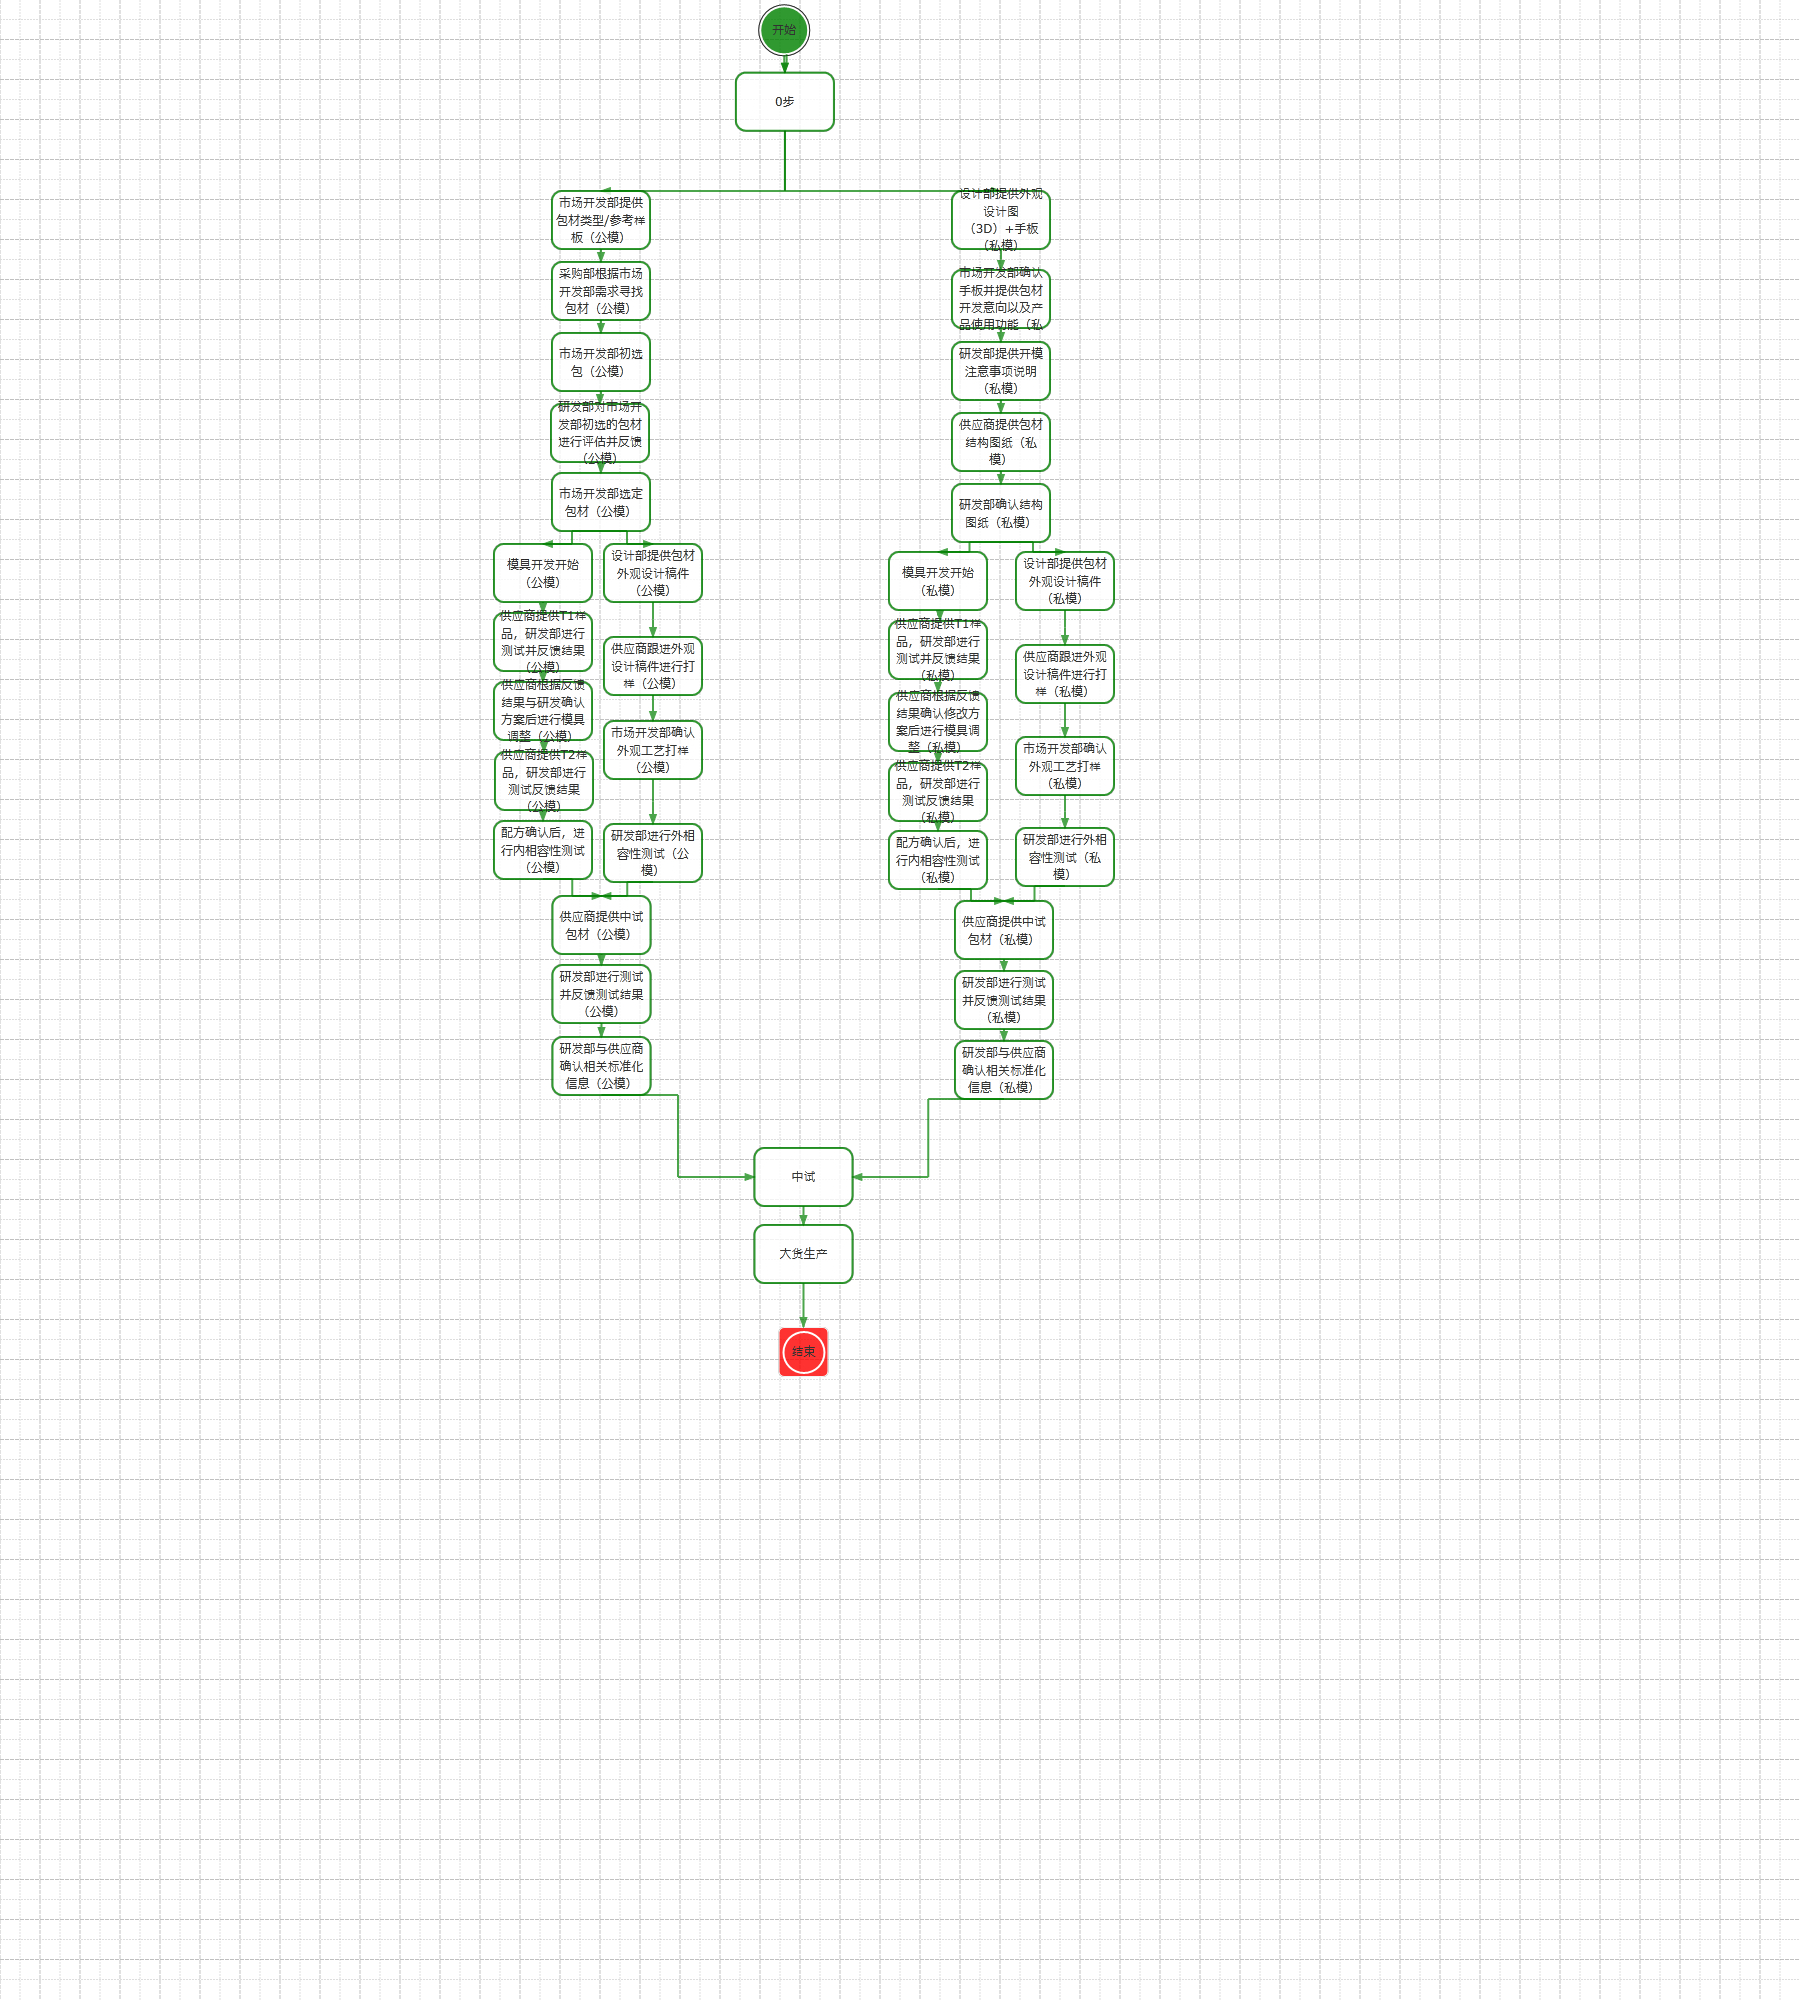 开始
0步
市场开发部提供
包材类型/参考样
板（公模）
采购部根据市场
开发部需求寻找
包材（公模）
市场开发部初选
包（公模）
研发部对市场开
发部初选的包材
进行评估并反馈
（公模）
市场开发部选定
包材（公模）
模具开发开始
（公模）
供应商提供T1样
品，研发部进行
测试并反馈结果
（公模）
供应商根据反馈
结果与研发确认
方案后进行模具
调整（公模）
供应商提供T2样
品，研发部进行
测试反馈结果
（公模）
配方确认后，进
行内相容性测试
（公模）
设计部提供包材
外观设计稿件
（公模）
供应商跟进外观
设计稿件进行打
样（公模）
市场开发部确认
外观工艺打样
（公模）
研发部进行外相
容性测试（公
模）
供应商提供中试
包材（公模）
研发部进行测试
并反馈测试结果
（公模）
研发部与供应商
确认相关标准化
信息（公模）
设计部提供外观
设计图
（3D）+手板
（私模）
市场开发部确认
手板并提供包材
开发意向以及产
品使用功能（私
研发部提供开模
注意事项说明
（私模）
供应商提供包材
结构图纸（私
模）
研发部确认结构
图纸（私模）
模具开发开始
（私模）
供应商提供T1样
品，研发部进行
测试并反馈结果
（私模）
供应商根据反馈
结果确认修改方
案后进行模具调
整（私模）
供应商提供T2样
品，研发部进行
测试反馈结果
（私模）
配方确认后，进
行内相容性测试
（私模）
设计部提供包材
外观设计稿件
（私模）
供应商跟进外观
设计稿件进行打
样（私模）
市场开发部确认
外观工艺打样
（私模）
研发部进行外相
容性测试（私
模）
供应商提供中试
包材（私模）
研发部进行测试
并反馈测试结果
（私模）
研发部与供应商
确认相关标准化
信息（私模）
中试
大货生产
结束